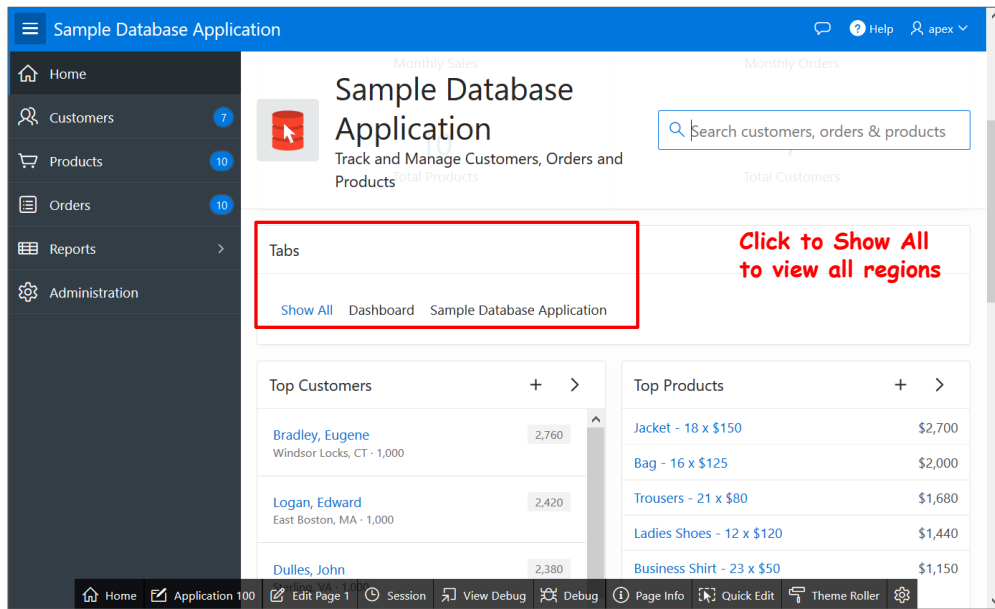 Sample Database Application
? Help
apex
Home
Customers 7
Products 10
Orders 10
Reports
Administration
Monthly Sales
Monthly Orders
Sample Database
Application
10
Track and Manage Customers, Orders and
Products
Total Products
Total Customers
Search customers, orders & products
Tabs
Show All Dashboard Sample Database Application
Click to Show All
to view all regions
Top Customers +
Bradley, Eugene 2,760
Windsor Locks, CT · 1,000
Logan, Edward 2,420
East Boston, MA · 1,000
Dulles, John 2,380
Sterling, VA · 1,000
Top Products +
Jacket - 18 x $150 $2,700
Bag - 16 x $125 $2,000
Trousers - 21 x $80 $1,680
Ladies Shoes - 12 x $120 $1,440
Business Shirt - 23 x $50 $1,150
Home Application 100 Edit Page 1 Session View Debug Debug Page Info Quick Edit Theme Roller